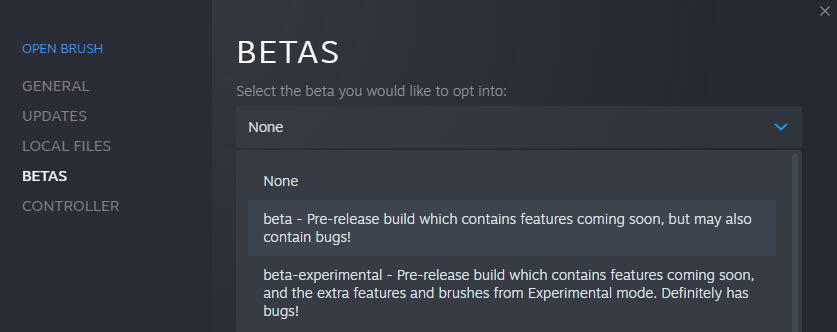 OPEN BRUSH
GENERAL
UPDATES
LOCAL FILES
BETAS
CONTROLLER
BETAS
Select the beta you would like to opt into:
None
None
beta - Pre-release build which contains features coming soon, but may also
contain bugs!
beta-experimental - Pre-release build which contains features coming soon,
and the extra features and brushes from Experimental mode. Definitely has
bugs!